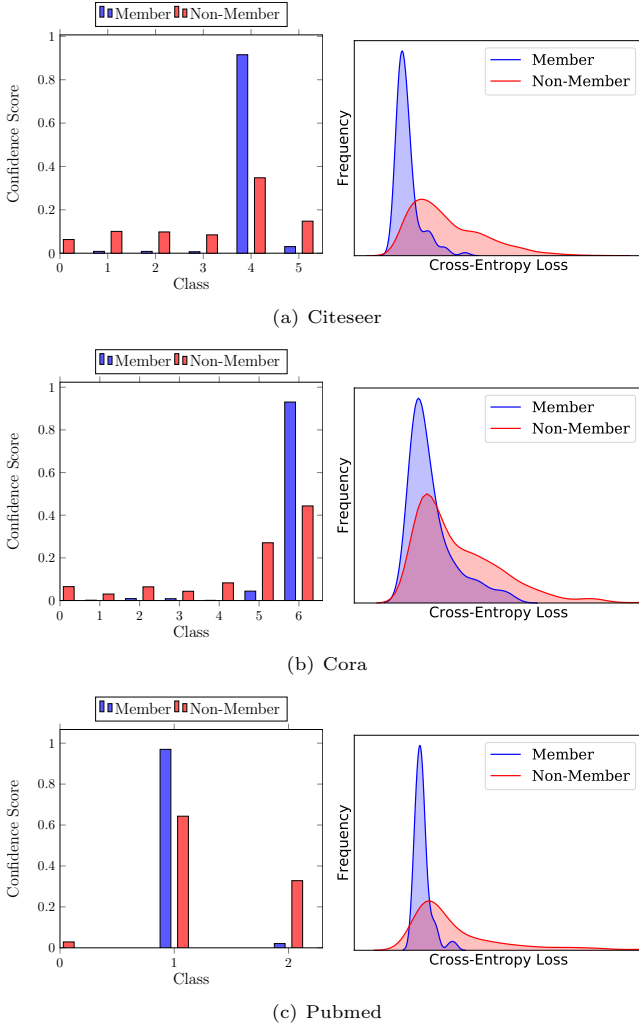 Member Non-Member
Confidence Score
1
0.8
0.6
0.4
0.2
0
0 1 2 3 4 5
Class
Member
Non-Member
Frequency
Cross-Entropy Loss
(a) Citeseer
Member Non-Member
Confidence Score
1
0.8
0.6
0.4
0.2
0
0 1 2 3 4 5 6
Class
Member
Non-Member
Frequency
Cross-Entropy Loss
(b) Cora
Member Non-Member
Confidence Score
1
0.8
0.6
0.4
0.2
0
0 1 2
Class
Member
Non-Member
Frequency
Cross-Entropy Loss
(c) Pubmed